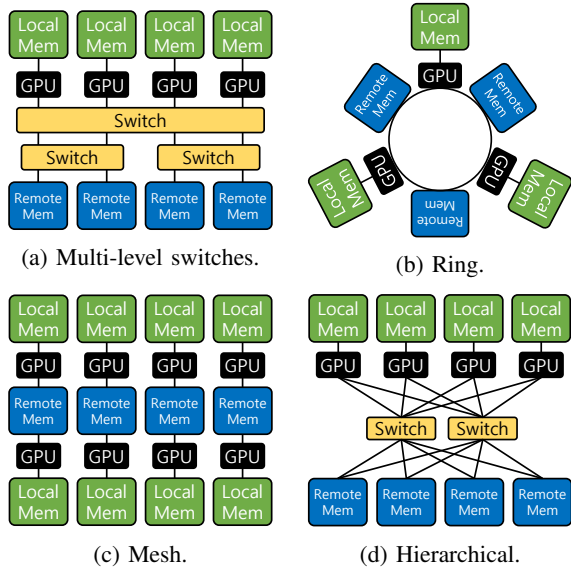 Local Mem Local Mem Local Mem Local Mem
GPU GPU GPU GPU
Switch
Switch Switch
Remote Mem Remote Mem Remote Mem Remote Mem
(a) Multi-level switches.
Local Mem
GPU
Remote Mem Remote Mem
GPU GPU
Local Mem Remote Mem Local Mem
(b) Ring.
Local Mem Local Mem Local Mem Local Mem
GPU GPU GPU GPU
Remote Mem Remote Mem Remote Mem Remote Mem
GPU GPU GPU GPU
Local Mem Local Mem Local Mem Local Mem
(c) Mesh.
Local Mem Local Mem Local Mem Local Mem
GPU GPU GPU GPU
Switch Switch
Remote Mem Remote Mem Remote Mem Remote Mem
(d) Hierarchical.